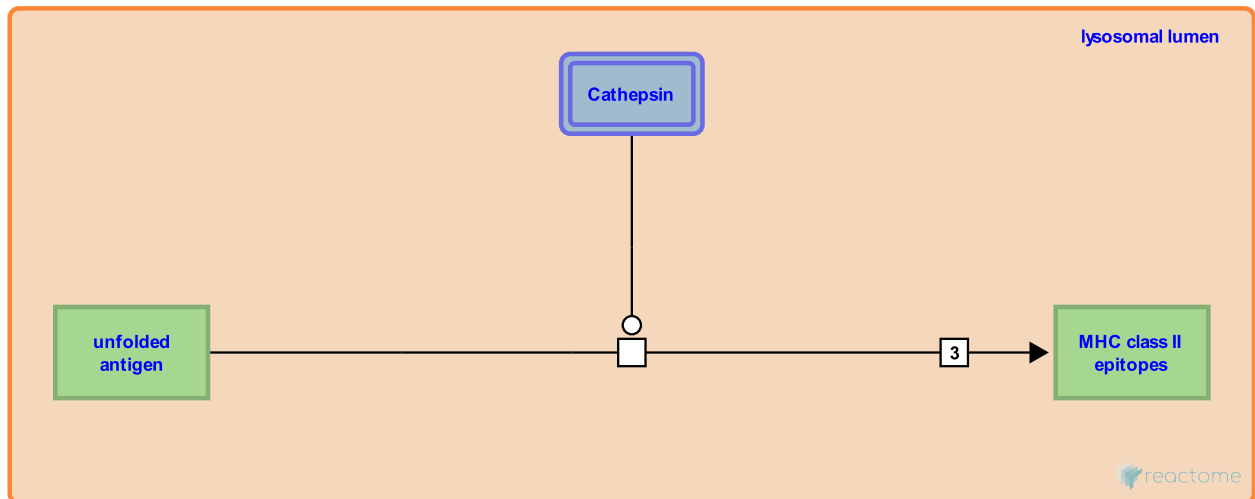 lysosomal lumen
Cathepsin
unfolded
antigen
3
MHC class II
epitopes
reactome